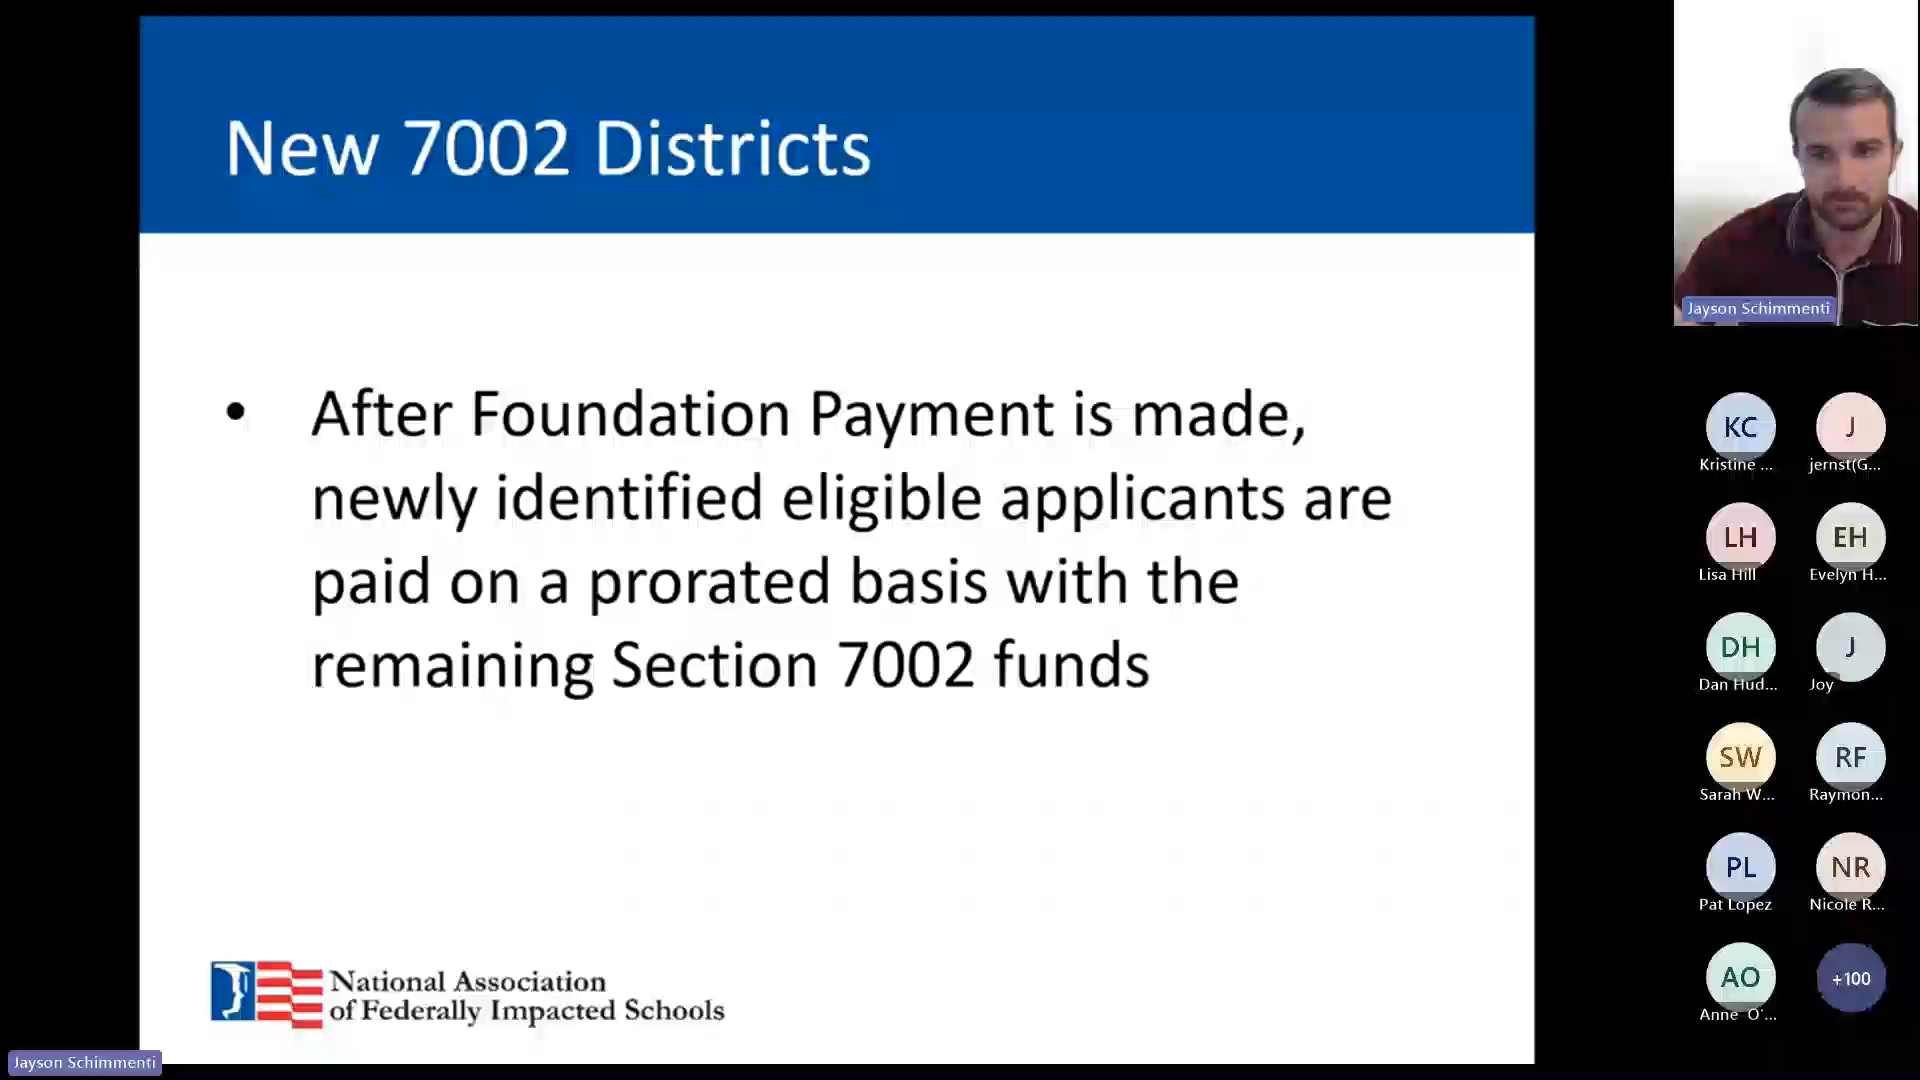 New 7002 Districts
• After Foundation Payment is made,
newly identified eligible applicants are
paid on a prorated basis with the
remaining Section 7002 funds
National Association
of Federally Impacted Schools
Jayson Schimmenti
Jayson Schimmenti
KC
Kristine ...
J
jernst(G...
LH
Lisa Hill
EH
Evelyn H...
DH
Dan Hud...
J
Joy
SW
Sarah W...
RF
Raymon...
PL
Pat Lopez
NR
Nicole R...
AO
Anne O'...
+100